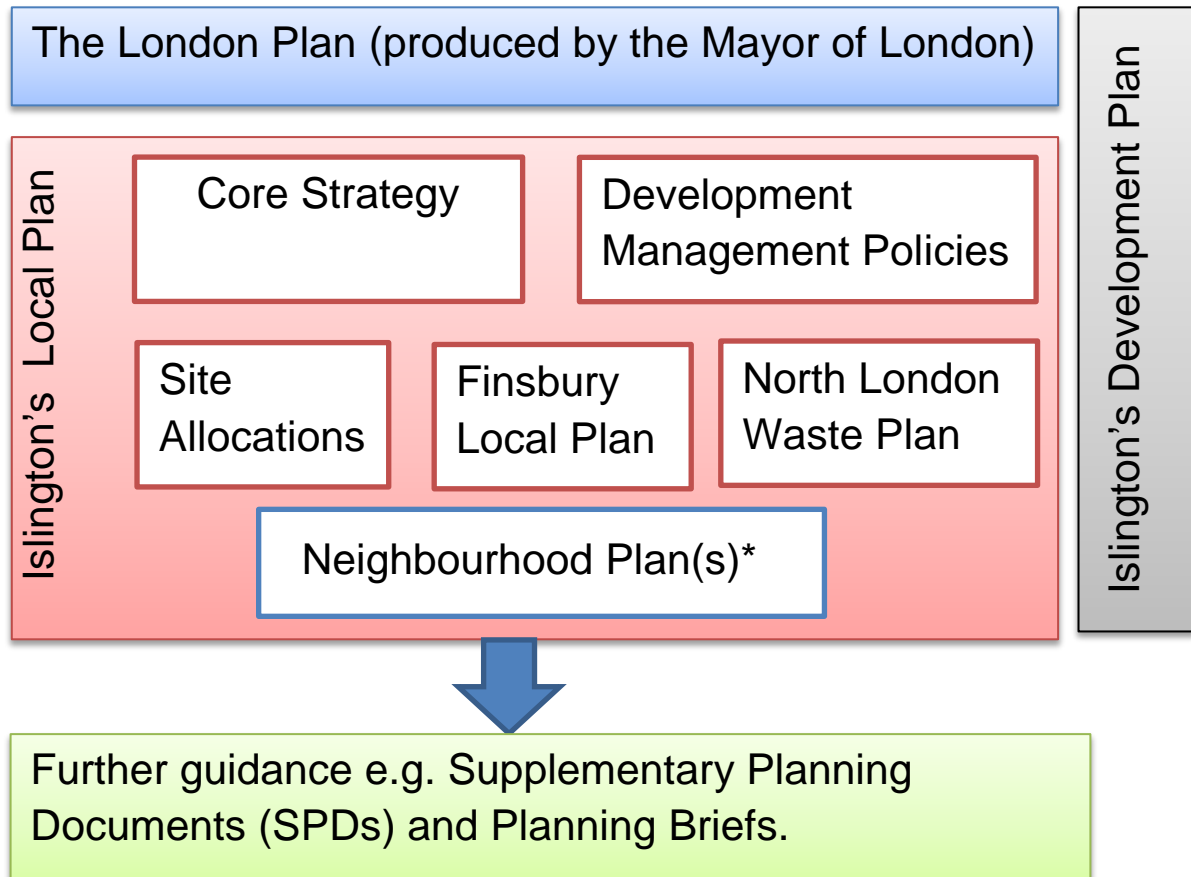 The London Plan (produced by the Mayor of London)
Islington's Development Plan
Islington's Local Plan
Core Strategy
Development
Management Policies
Site
Allocations
Finsbury
Local Plan
North London
Waste Plan
Neighbourhood Plan(s)*
Further guidance e.g. Supplementary Planning
Documents (SPDs) and Planning Briefs.